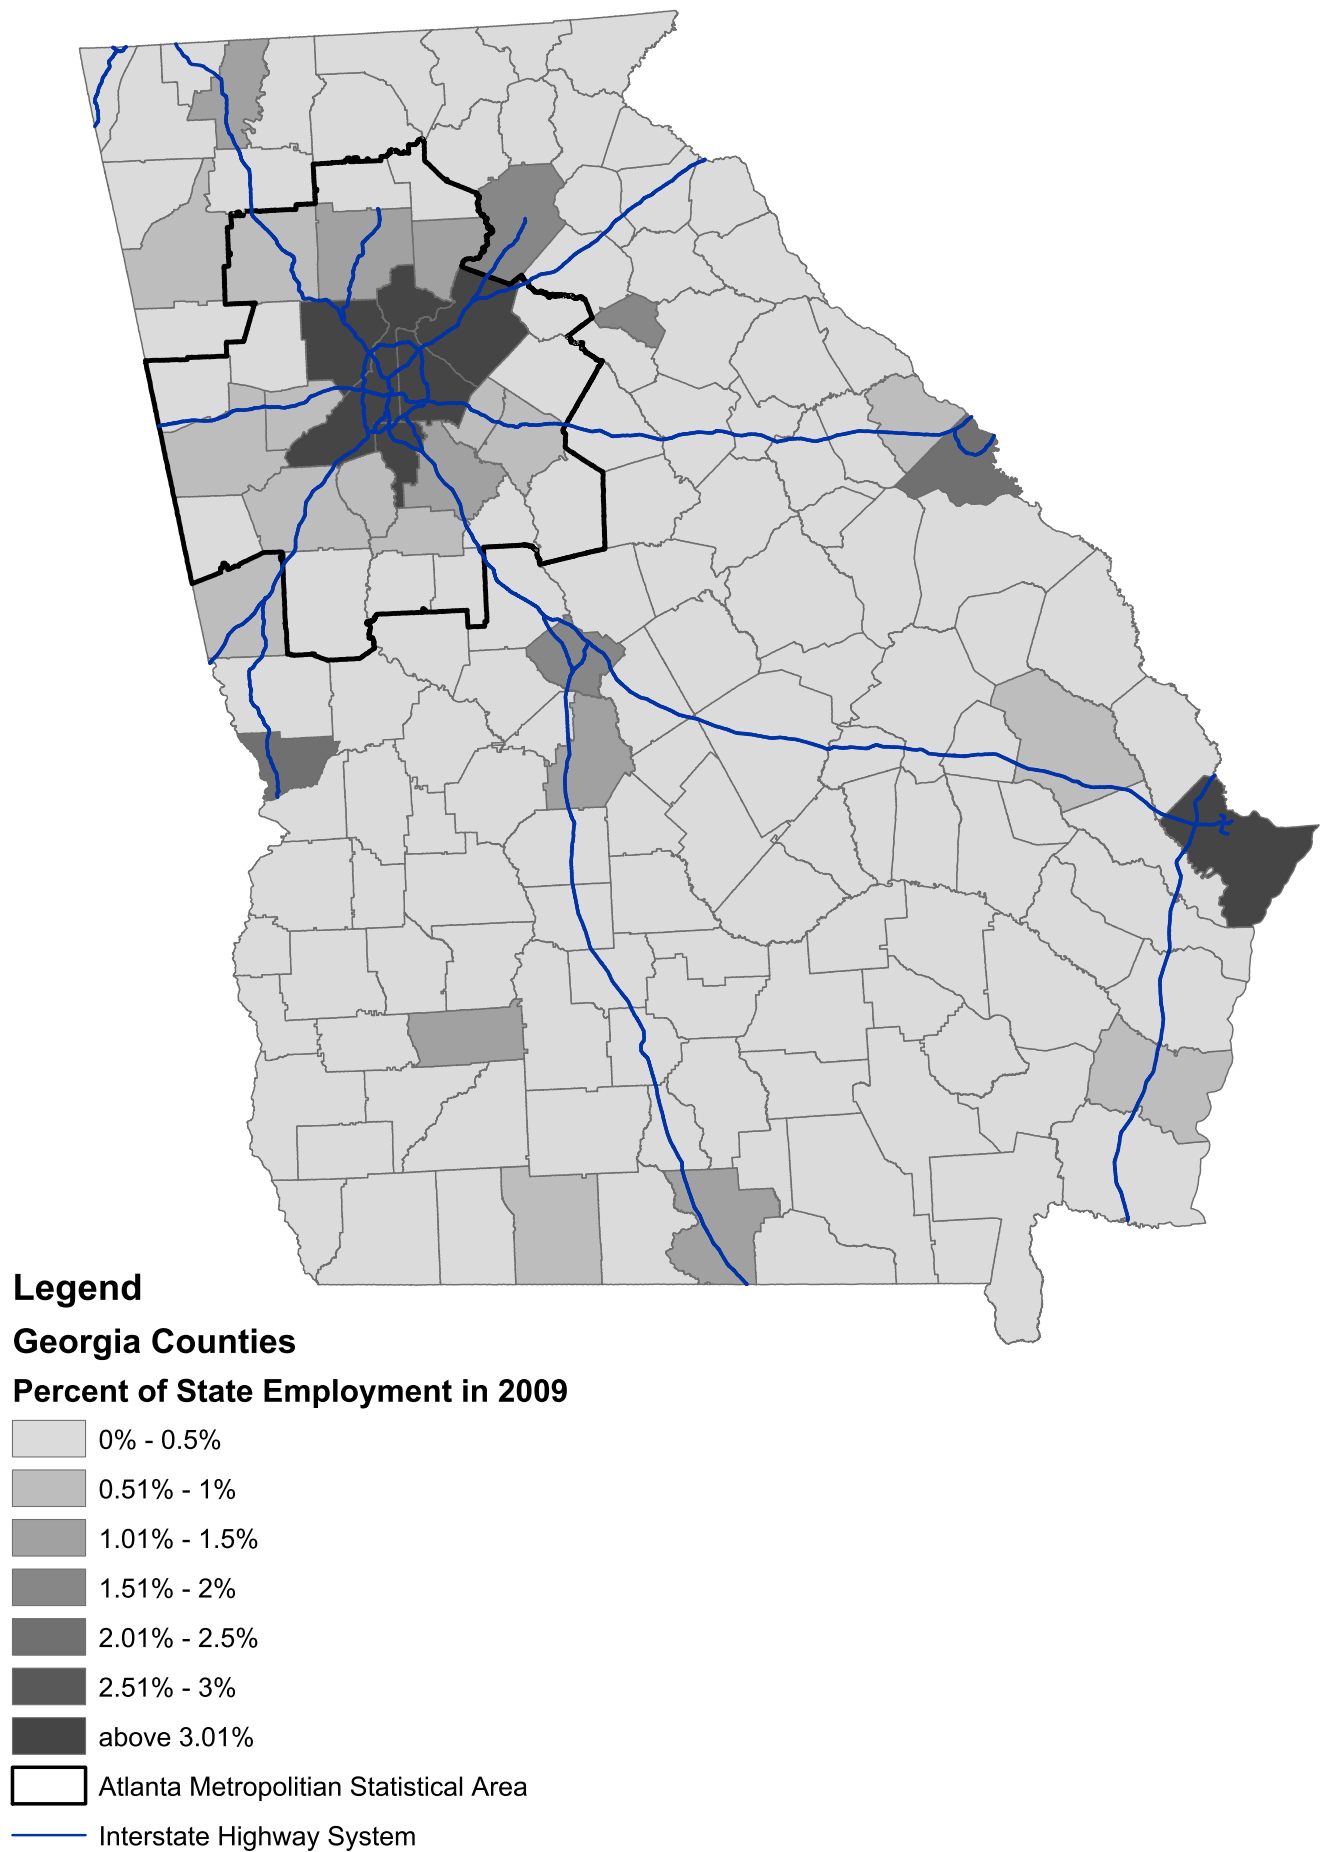 Legend
Georgia Counties
Percent of State Employment in 2009
0% - 0.5%
0.51% - 1%
1.01% - 1.5%
1.51% - 2%
2.01% - 2.5%
2.51% - 3%
above 3.01%
Atlanta Metropolitian Statistical Area
Interstate Highway System